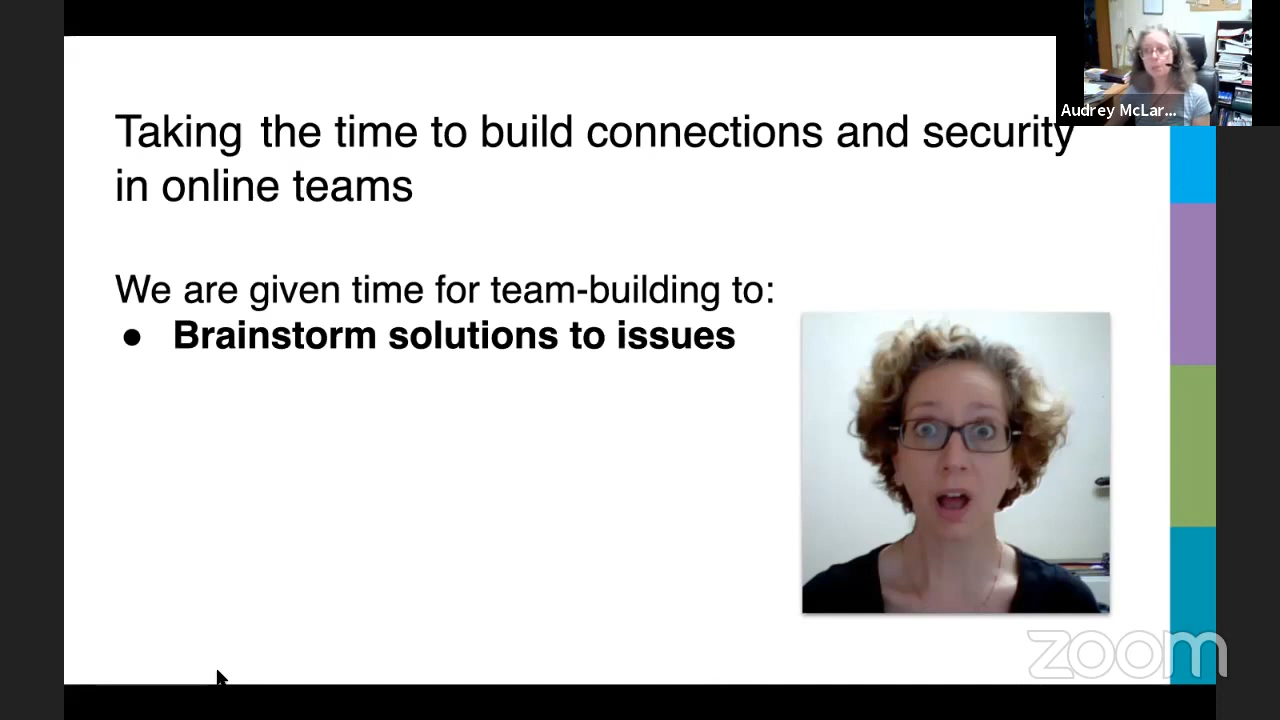 Audrey McLar...
Taking the time to build connections and security
in online teams
We are given time for team-building to:
● Brainstorm solutions to issues
zoom